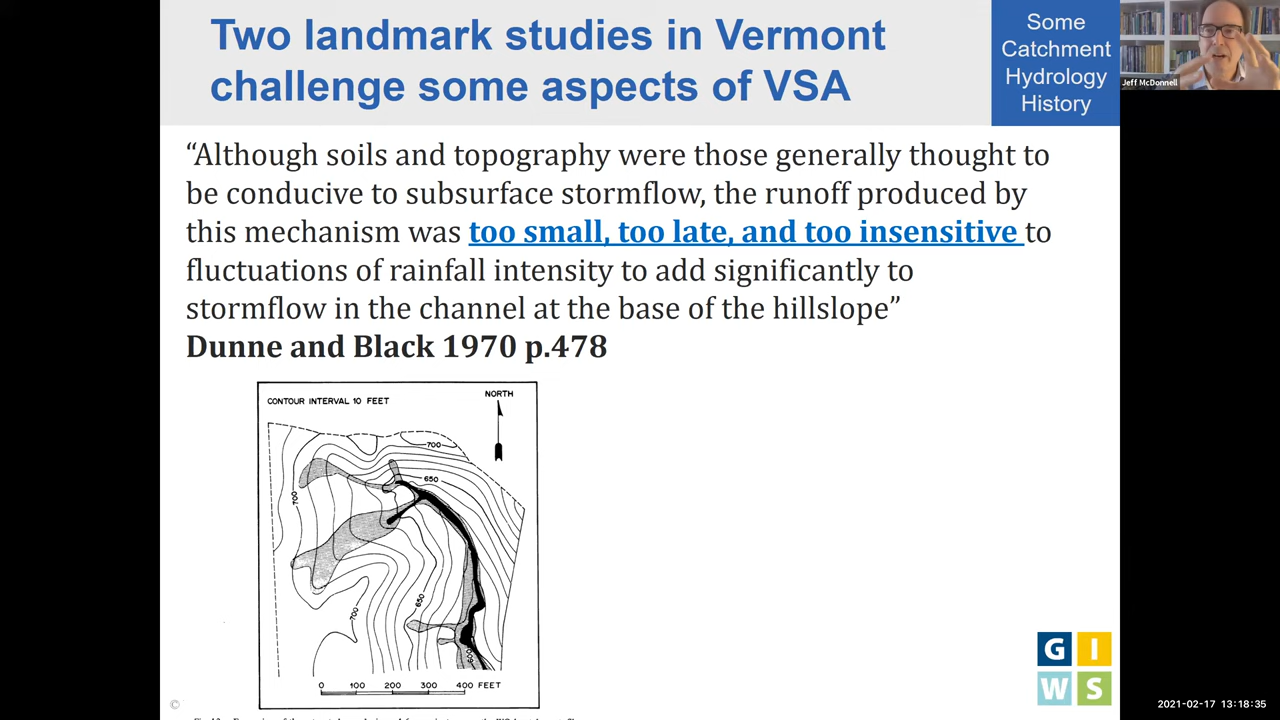 Two landmark studies in Vermont
challenge some aspects of VSA
Some
Catchment
Hydrology
History
Jeff McDonnell
“Although soils and topography were those generally thought to
be conducive to subsurface stormflow, the runoff produced by
this mechanism was too small, too late, and too insensitive to
fluctuations of rainfall intensity to add significantly to
stormflow in the channel at the base of the hillslope”
Dunne and Black 1970 p.478
CONTOUR INTERVAL 10 FEET
NORTH
700
650
700
650
700
600
0 100 200 300 400 FEET
G I
W S
©
2021-02-17 13:18:35